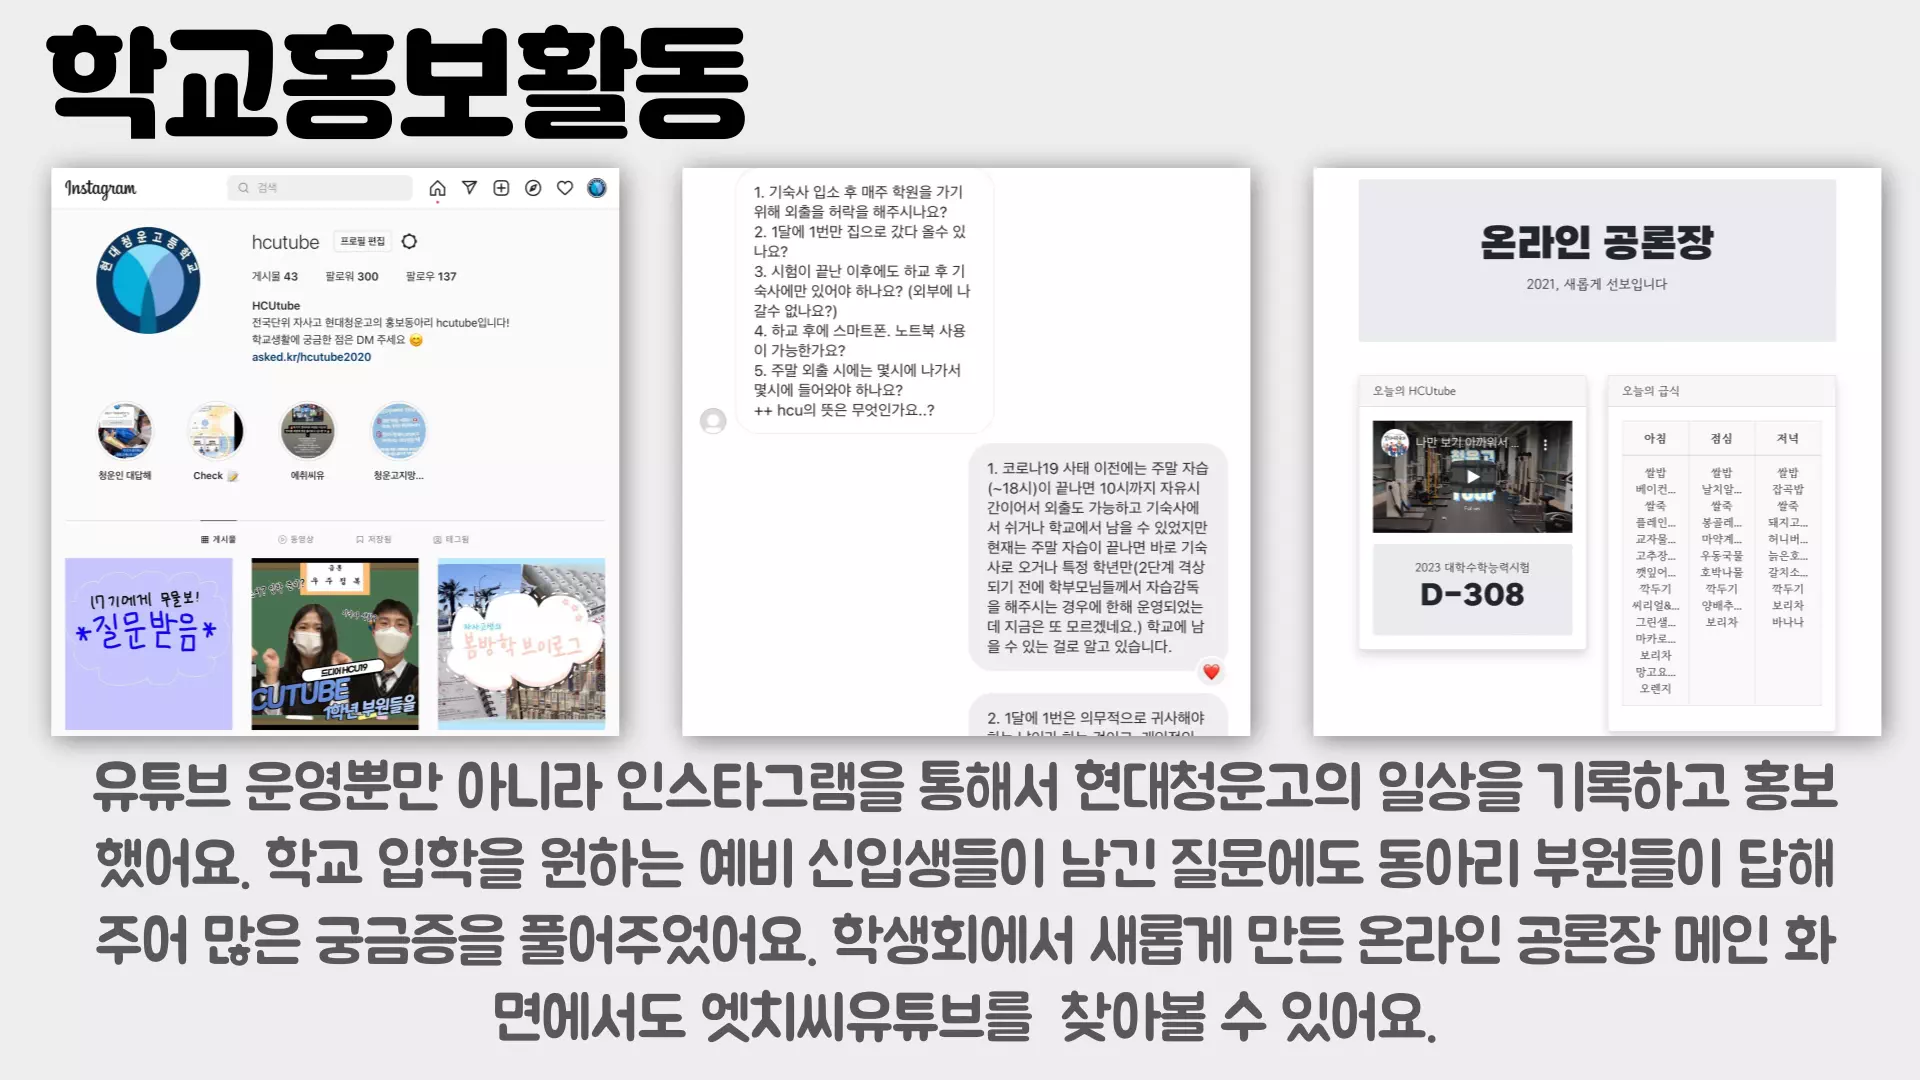 학교홍보활동
Instagram
검색
hcutube
프로필 편집
게시물 43 팔로워 300 팔로우 137
HCUtube
전국단위 자사고 현대청운고의 홍보동아리 hcutube입니다!
학교생활에 궁금한 점은 DM 주세요 😊
asked.kr/hcutube2020
현대청운고등학교
청운인 대답해 Check 📝 에취씨유 청운고지망...
게시물 동영상 저장됨 태그됨
17기에게 무물보!
*질문받음*
급훈
우주정복
드디어 HCU19
CUTUBE
1학년 부원들을
자사고생의
봄방학 브이로그
1. 기숙사 입소 후 매주 학원을 가기
위해 외출을 허락을 해주시나요?
2. 1달에 1번만 집으로 갔다 올수 있
나요?
3. 시험이 끝난 이후에도 하교 후 기
숙사에만 있어야 하나요? (외부에 나
갈수 없나요?)
4. 하교 후에 스마트폰. 노트북 사용
이 가능한가요?
5. 주말 외출 시에는 몇시에 나가서
몇시에 들어와야 하나요?
++ hcu의 뜻은 무엇인가요..?
1. 코로나19 사태 이전에는 주말 자습
(~18시)이 끝나면 10시까지 자유시
간이어서 외출도 가능하고 기숙사에
서 쉬거나 학교에서 남을 수 있었지만
현재는 주말 자습이 끝나면 바로 기숙
사로 오거나 특정 학년만(2단계 격상
되기 전에 학부모님들께서 자습감독
을 해주시는 경우에 한해 운영되었는
데 지금은 또 모르겠네요.) 학교에 남
을 수 있는 걸로 알고 있습니다.
2. 1달에 1번은 의무적으로 귀사해야
온라인 공론장
2021, 새롭게 선보입니다
오늘의 HCUtube
나만 보기 아까워서 ...
청운고
Tour
2023 대학수학능력시험
D-308
오늘의 급식
아침 점심 저녁
쌀밥 쌀밥 쌀밥
베이컨... 날치알... 잡곡밥
쌀죽 쌀죽 쌀죽
플레인... 봉골레... 돼지고...
교자물... 마약계... 허니버...
고추장... 우동국물 늙은호...
깻잎어... 호박나물 갈치소...
깍두기 깍두기 깍두기
씨리얼&... 양배추... 보리차
그린샐... 보리차 바나나
마카로...
보리차
망고요...
오렌지
유튜브 운영뿐만 아니라 인스타그램을 통해서 현대청운고의 일상을 기록하고 홍보
했어요. 학교 입학을 원하는 예비 신입생들이 남긴 질문에도 동아리 부원들이 답해
주어 많은 궁금증을 풀어주었어요. 학생회에서 새롭게 만든 온라인 공론장 메인 화
면에서도 엣치씨유튜브를 찾아볼 수 있어요.